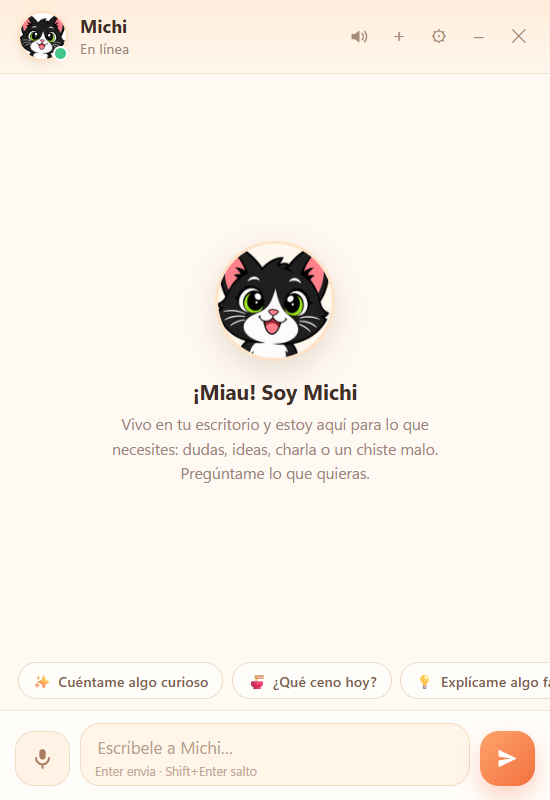 Michi
En línea
¡Miau! Soy Michi
Vivo en tu escritorio y estoy aquí para lo que
necesites: dudas, ideas, charla o un chiste malo.
Pregúntame lo que quieras.
Cuéntame algo curioso
¿Qué ceno hoy?
Explícame algo
Escríbele a Michi...
Enter envía · Shift+Enter salto